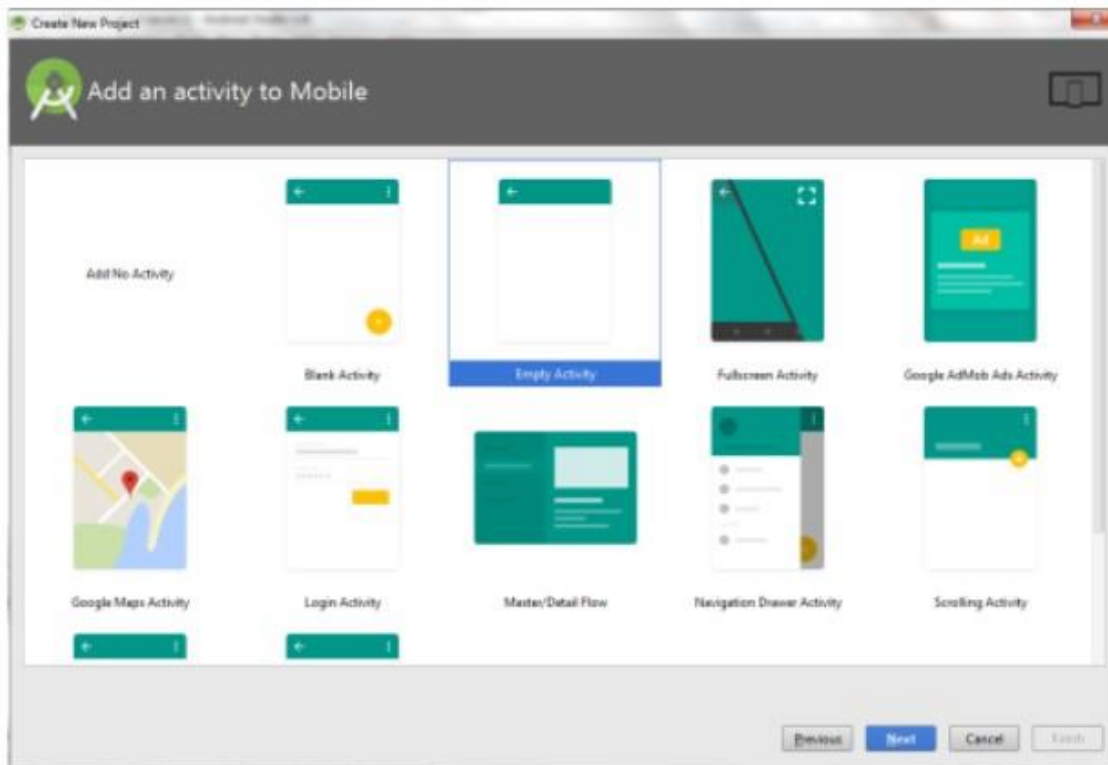 Create New Project
Add an activity to Mobile
Ad
Add No Activity
Blank Activity
Empty Activity
Fullscreen Activity
Google AdMob Ads Activity
Google Maps Activity
Login Activity
Master/Detail Flow
Navigation Drawer Activity
Scrolling Activity
Previous
Next
Cancel
Finish